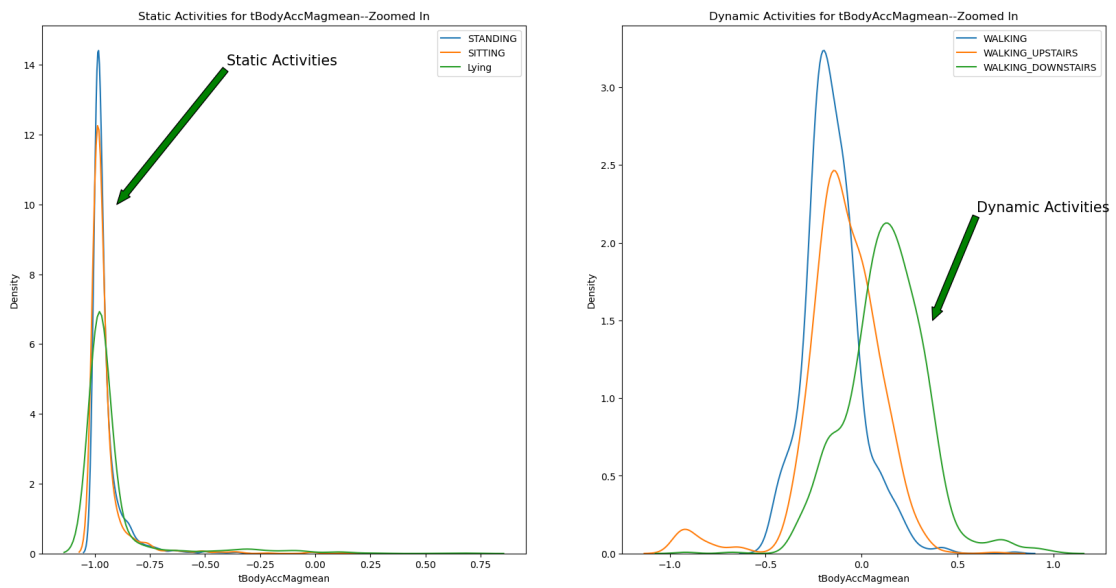 Static Activities for tBodyAccMagmean--Zoomed In
STANDING
SITTING
Lying
Static Activities
Density
14
12
10
8
6
4
2
0
−1.00
−0.75
−0.50
−0.25
0.00
0.25
0.50
0.75
tBodyAccMagmean
Dynamic Activities for tBodyAccMagmean--Zoomed In
WALKING
WALKING_UPSTAIRS
WALKING_DOWNSTAIRS
Dynamic Activities
Density
3.0
2.5
2.0
1.5
1.0
0.5
0.0
−1.0
−0.5
0.0
0.5
1.0
tBodyAccMagmean